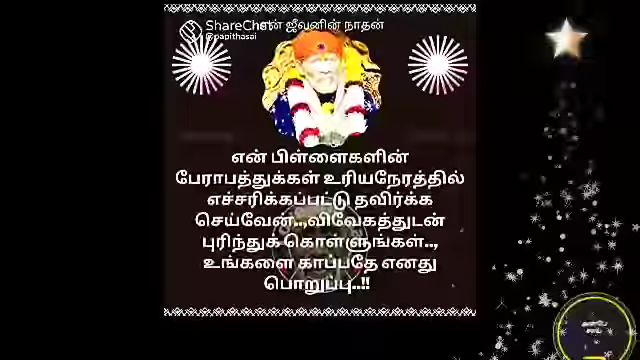 ShareChat என் ஜீவனின் நாதன்
@papithasai
என் பிள்ளைகளின்
பேராபத்துக்கள் உரியநேரத்தில்
எச்சரிக்கப்பட்டு தவிர்க்க
செய்வேன்..,விவேகத்துடன்
புரிந்துக் கொள்ளுங்கள்..,
உங்களை காப்பதே எனது
பொறுப்பு..!!